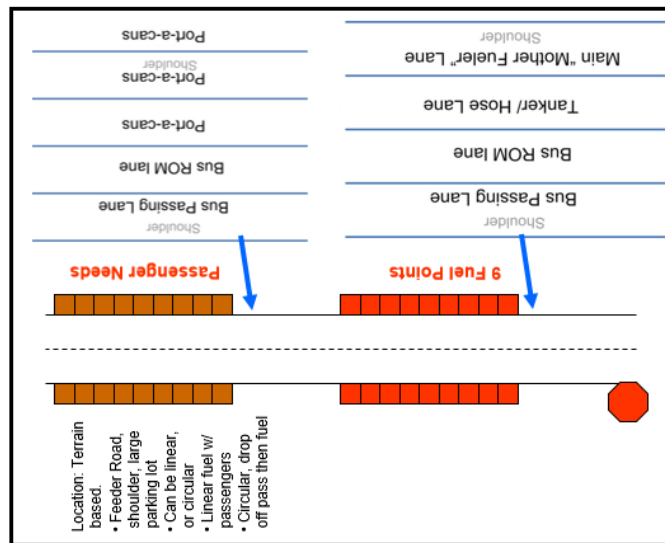 9 Fuel Points
Shoulder
Bus Passing Lane
Bus ROM lane
Tanker/ Hose Lane
Main “Mother Fueler” Lane
Shoulder
Passenger Needs
Shoulder
Bus Passing Lane
Bus ROM lane
Port-a-cans
Port-a-cans
Shoulder
Port-a-cans
Location: Terrain
based.
• Feeder Road,
shoulder, large
parking lot
• Can be linear,
or circular
• Linear fuel w/
passengers
• Circular, drop
off pass then fuel